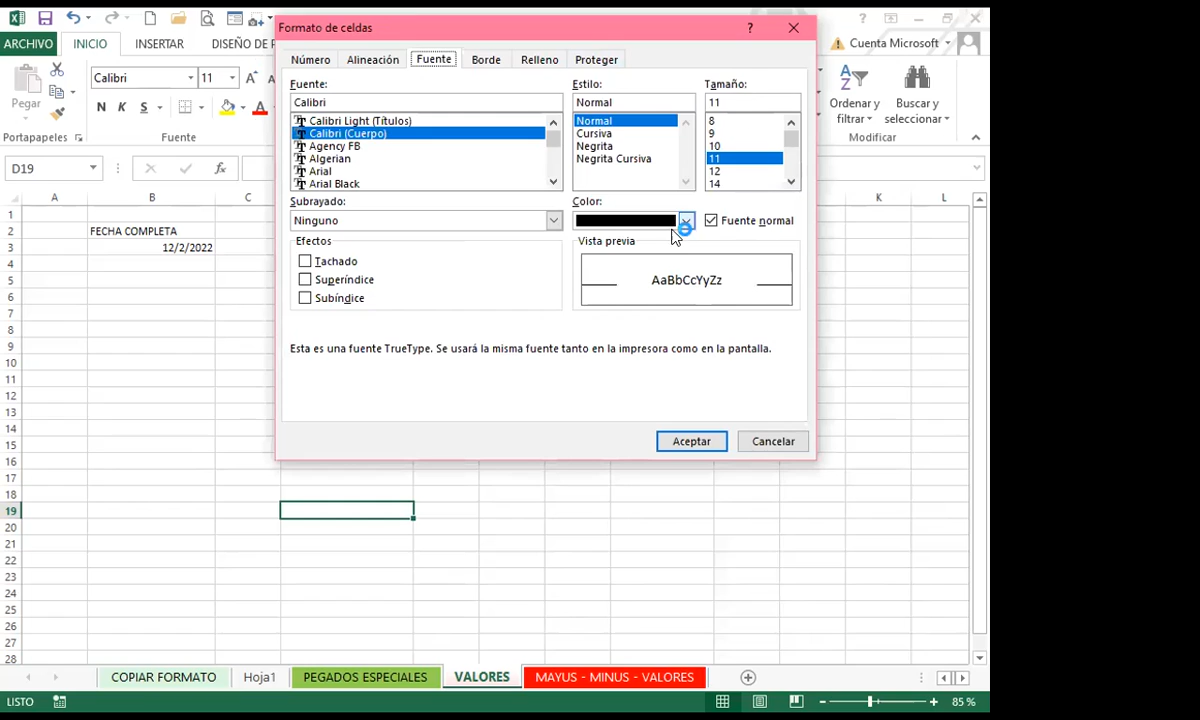 Formato de celdas
?
Cuenta Microsoft
ARCHIVO INICIO INSERTAR DISEÑO DE P
Número Alineación Fuente Borde Relleno Proteger
Calibri 11
Pegar
N K S
Portapapeles Fuente
Ordenar y filtrar
Buscar y seleccionar
Modificar
Fuente: Estilo: Tamaño:
Calibri Normal 11
Calibri Light (Títulos)
Calibri (Cuerpo)
Agency FB
Algerian
Arial
Arial Black
Normal
Cursiva
Negrita
Negrita Cursiva
8
9
10
11
12
14
Subrayado: Color:
Ninguno Fuente normal
Efectos Vista previa
Tachado
Superíndice
Subíndice
AaBbCcYyZz
Esta es una fuente TrueType. Se usará la misma fuente tanto en la impresora como en la pantalla.
Aceptar Cancelar
D19 fx
A B C K L
1
2 FECHA COMPLETA
3 12/2/2022
4
5
6
7
8
9
10
11
12
13
14
15
16
17
18
19
20
21
22
23
24
25
26
27
28
COPIAR FORMATO Hoja1 PEGADOS ESPECIALES VALORES MAYUS - MINUS - VALORES
LISTO 85 %